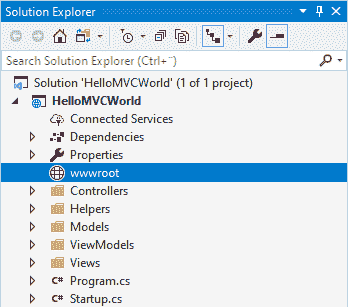 Solution Explorer
Search Solution Explorer (Ctrl+¨)
Solution 'HelloMVCWorld' (1 of 1 project)
HelloMVCWorld
Connected Services
Dependencies
Properties
wwwroot
Controllers
Helpers
Models
ViewModels
Views
C# Program.cs
C# Startup.cs